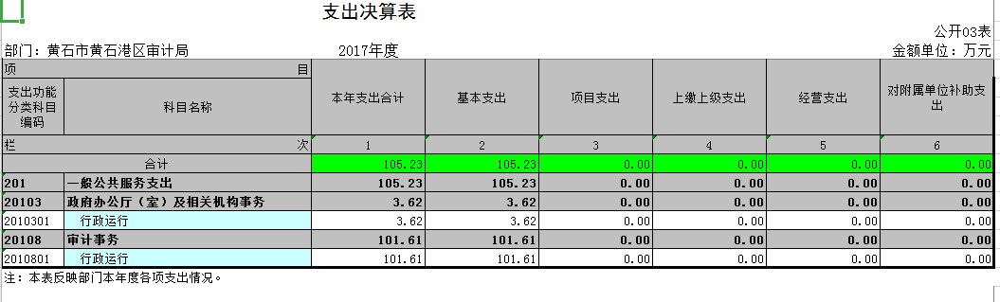 支出决算表
公开03表
部门：黄石市黄石港区审计局 2017年度 金额单位：万元
项 目
支出功能分类科目编码 科目名称 本年支出合计 基本支出 项目支出 上缴上级支出 经营支出 对附属单位补助支出
栏 次 1 2 3 4 5 6
合计 105.23 105.23 0.00 0.00 0.00 0.00
201 一般公共服务支出 105.23 105.23 0.00 0.00 0.00 0.00
20103 政府办公厅（室）及相关机构事务 3.62 3.62 0.00 0.00 0.00 0.00
2010301 行政运行 3.62 3.62 0.00 0.00 0.00 0.00
20108 审计事务 101.61 101.61 0.00 0.00 0.00 0.00
2010801 行政运行 101.61 101.61 0.00 0.00 0.00 0.00
注：本表反映部门本年度各项支出情况。